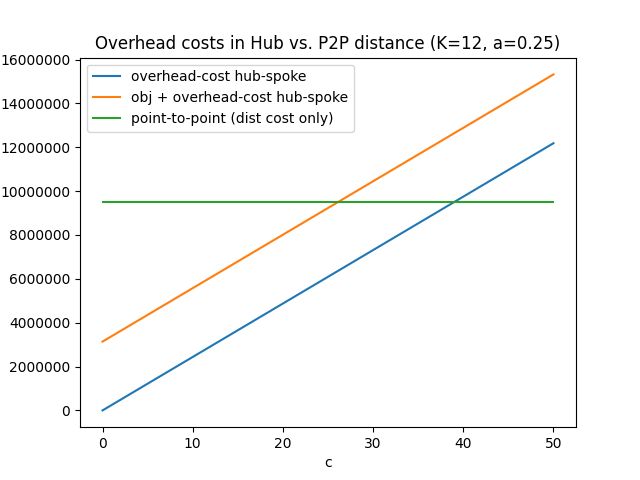 Overhead costs in Hub vs. P2P distance (K=12, a=0.25)
overhead-cost hub-spoke
obj + overhead-cost hub-spoke
point-to-point (dist cost only)
16000000
14000000
12000000
10000000
8000000
6000000
4000000
2000000
0
0 10 20 30 40 50
c